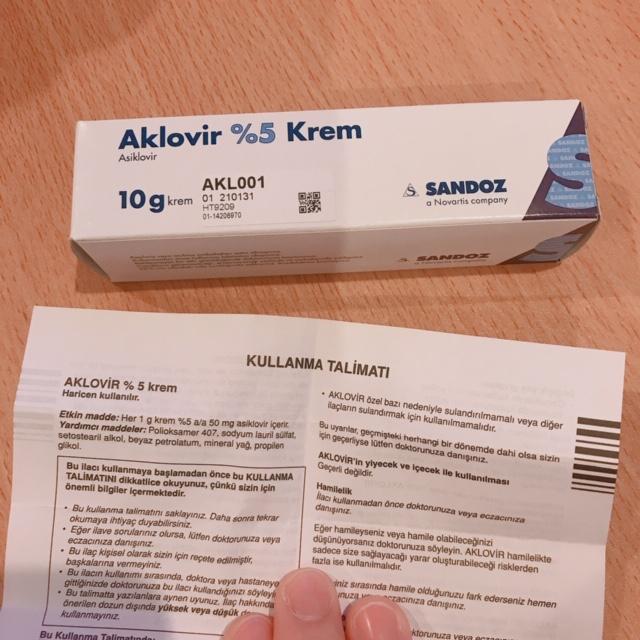 Aklovir %5 Krem
Asiklovir
10 g krem
AKL001
01 210131
HT9209
01-14206970
SANDOZ
a Novartis company
SANDOZ
a Novartis company
KULLANMA TALİMATI
AKLOVİR % 5 krem
Haricen kullanılır.
Etkin madde: Her 1 g krem %5 a/a 50 mg asiklovir içerir.
Yardımcı maddeler: Polioksamer 407, sodyum lauril sülfat,
setostearil alkol, beyaz petrolatum, mineral yağ, propilen
glikol.
Bu ilacı kullanmaya başlamadan önce bu KULLANMA
TALİMATINI dikkatlice okuyunuz, çünkü sizin için
önemli bilgiler içermektedir.
• Bu kullanma talimatını saklayınız. Daha sonra tekrar
okumaya ihtiyaç duyabilirsiniz.
• Eğer ilave sorularınız olursa, lütfen doktorunuza veya
eczacınıza danışınız.
• Bu ilaç kişisel olarak sizin için reçete edilmiştir,
başkalarına vermeyiniz.
• Bu ilacın kullanımı sırasında, doktora veya hastaneye
gittiğinizde doktorunuza bu ilacı kullandığınızı söyleyin
• Bu talimatta yazılanlara aynen uyunuz. İlaç hakkında
önerilen dozun dışında yüksek veya düşük
kullanmayınız.
Bu Kullanma Talimatında:
• AKLOVİR özel bazı nedeniyle sulandırılmamalı veya diğer
ilaçların sulandırmak için kullanılmamalıdır.
Bu uyarılar, geçmişteki herhangi bir dönemde dahi olsa sizin
için geçerliyse lütfen doktorunuza danışınız.
AKLOVİR'in yiyecek ve içecek ile kullanılması
Geçerli değildir.
Hamilelik
İlacı kullanmadan önce doktorunuza veya eczacınıza
danışınız.
Eğer hamileyseniz veya hamile olabileceğinizi
düşünüyorsanız doktorunuza söyleyin. AKLOVİR hamilelikte
sadece size sağlayacağı yarar oluşturabileceği risklerden
fazla ise kullanılmalıdır.
sırasında hamile olduğunuzu fark ederseniz hemen
veya eczacınıza danışınız.
doktorunuza veya eczacınıza